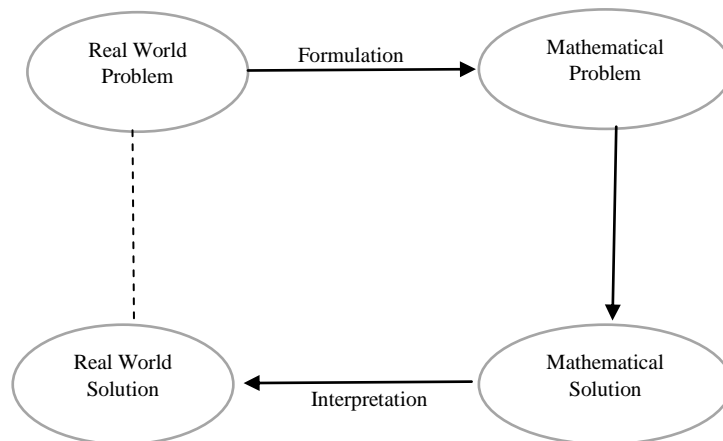 Real World
Problem
Formulation
Mathematical
Problem
Real World
Solution
Interpretation
Mathematical
Solution